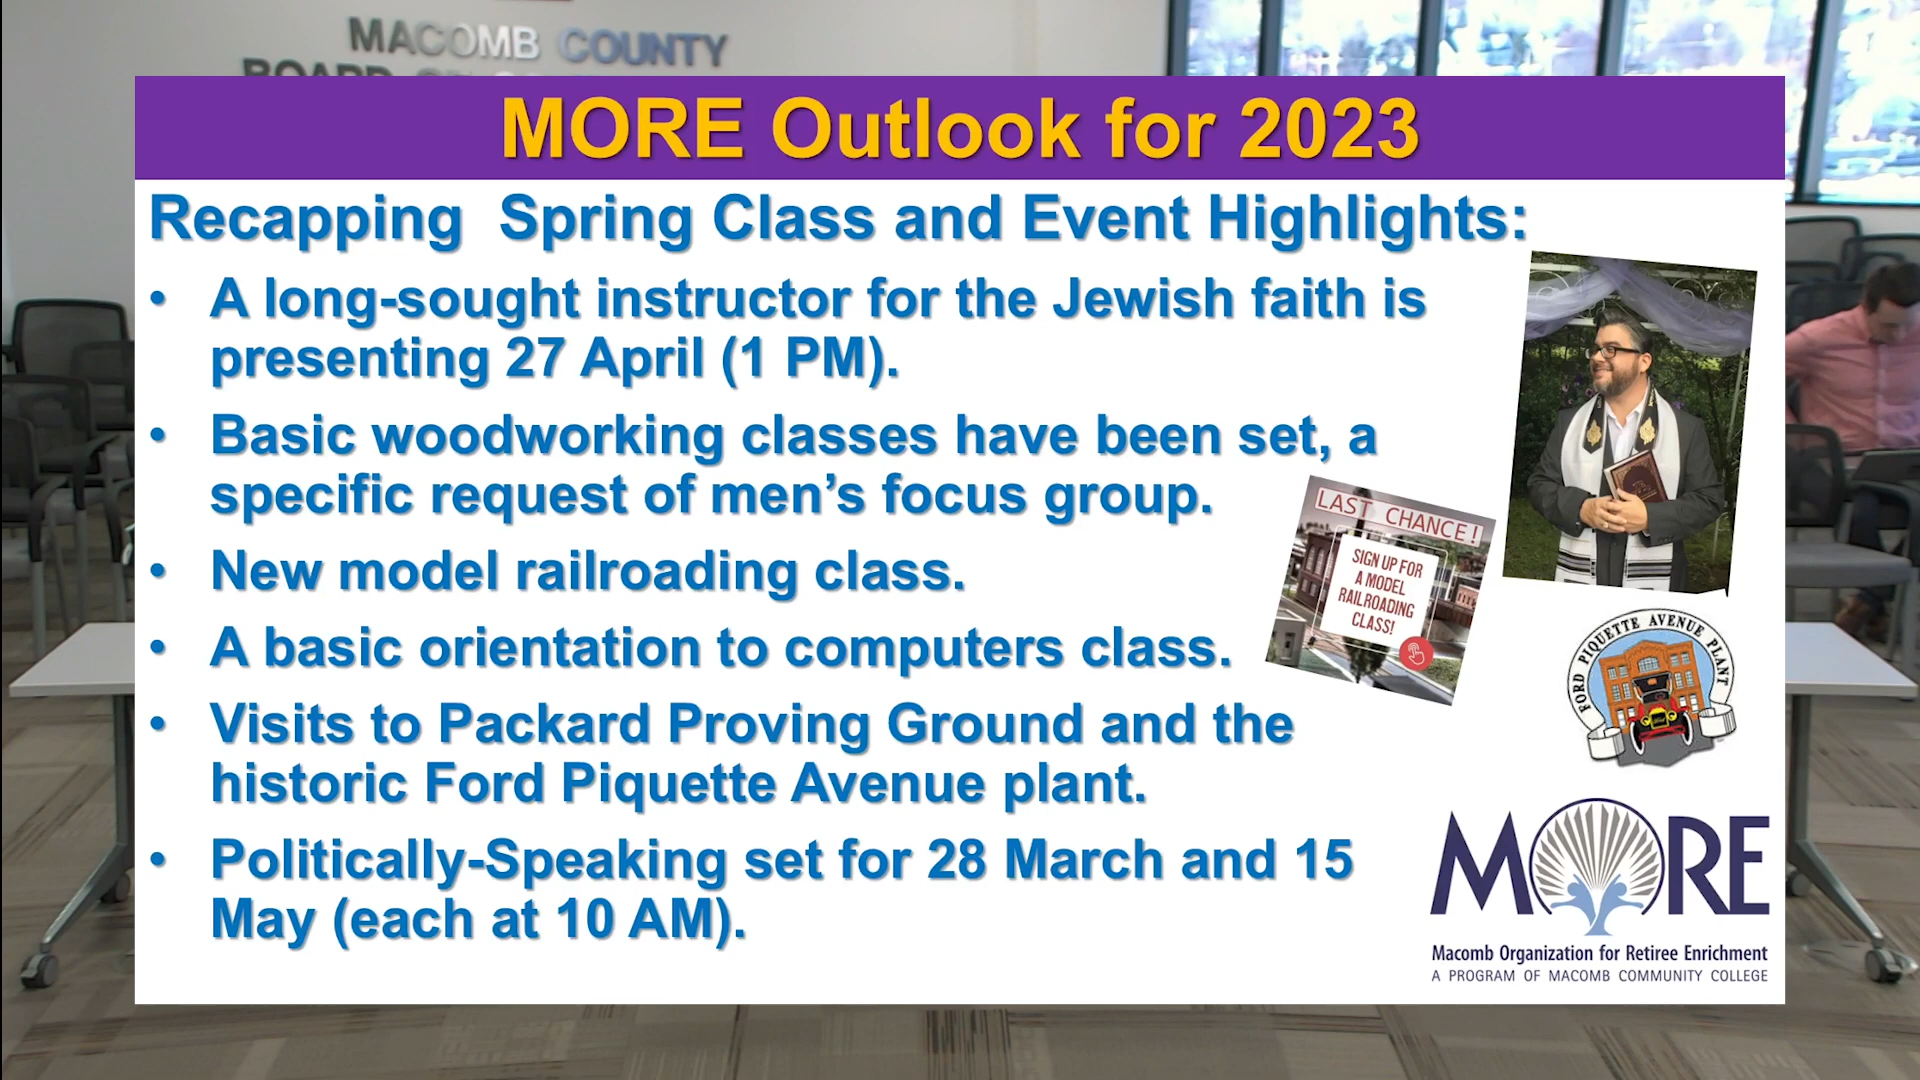 MACOMB COUNTY
BOARD OF
MORE Outlook for 2023
Recapping  Spring Class and Event Highlights:
• A long-sought instructor for the Jewish faith is
presenting 27 April (1 PM).
• Basic woodworking classes have been set, a
specific request of men’s focus group.
• New model railroading class.
• A basic orientation to computers class.
• Visits to Packard Proving Ground and the
historic Ford Piquette Avenue plant.
• Politically-Speaking set for 28 March and 15
May (each at 10 AM).
LAST CHANCE!
SIGN UP FOR
A MODEL
RAILROADING
CLASS!
FORD PIQUETTE AVENUE PLANT
MORE
Macomb Organization for Retiree Enrichment
A PROGRAM OF MACOMB COMMUNITY COLLEGE